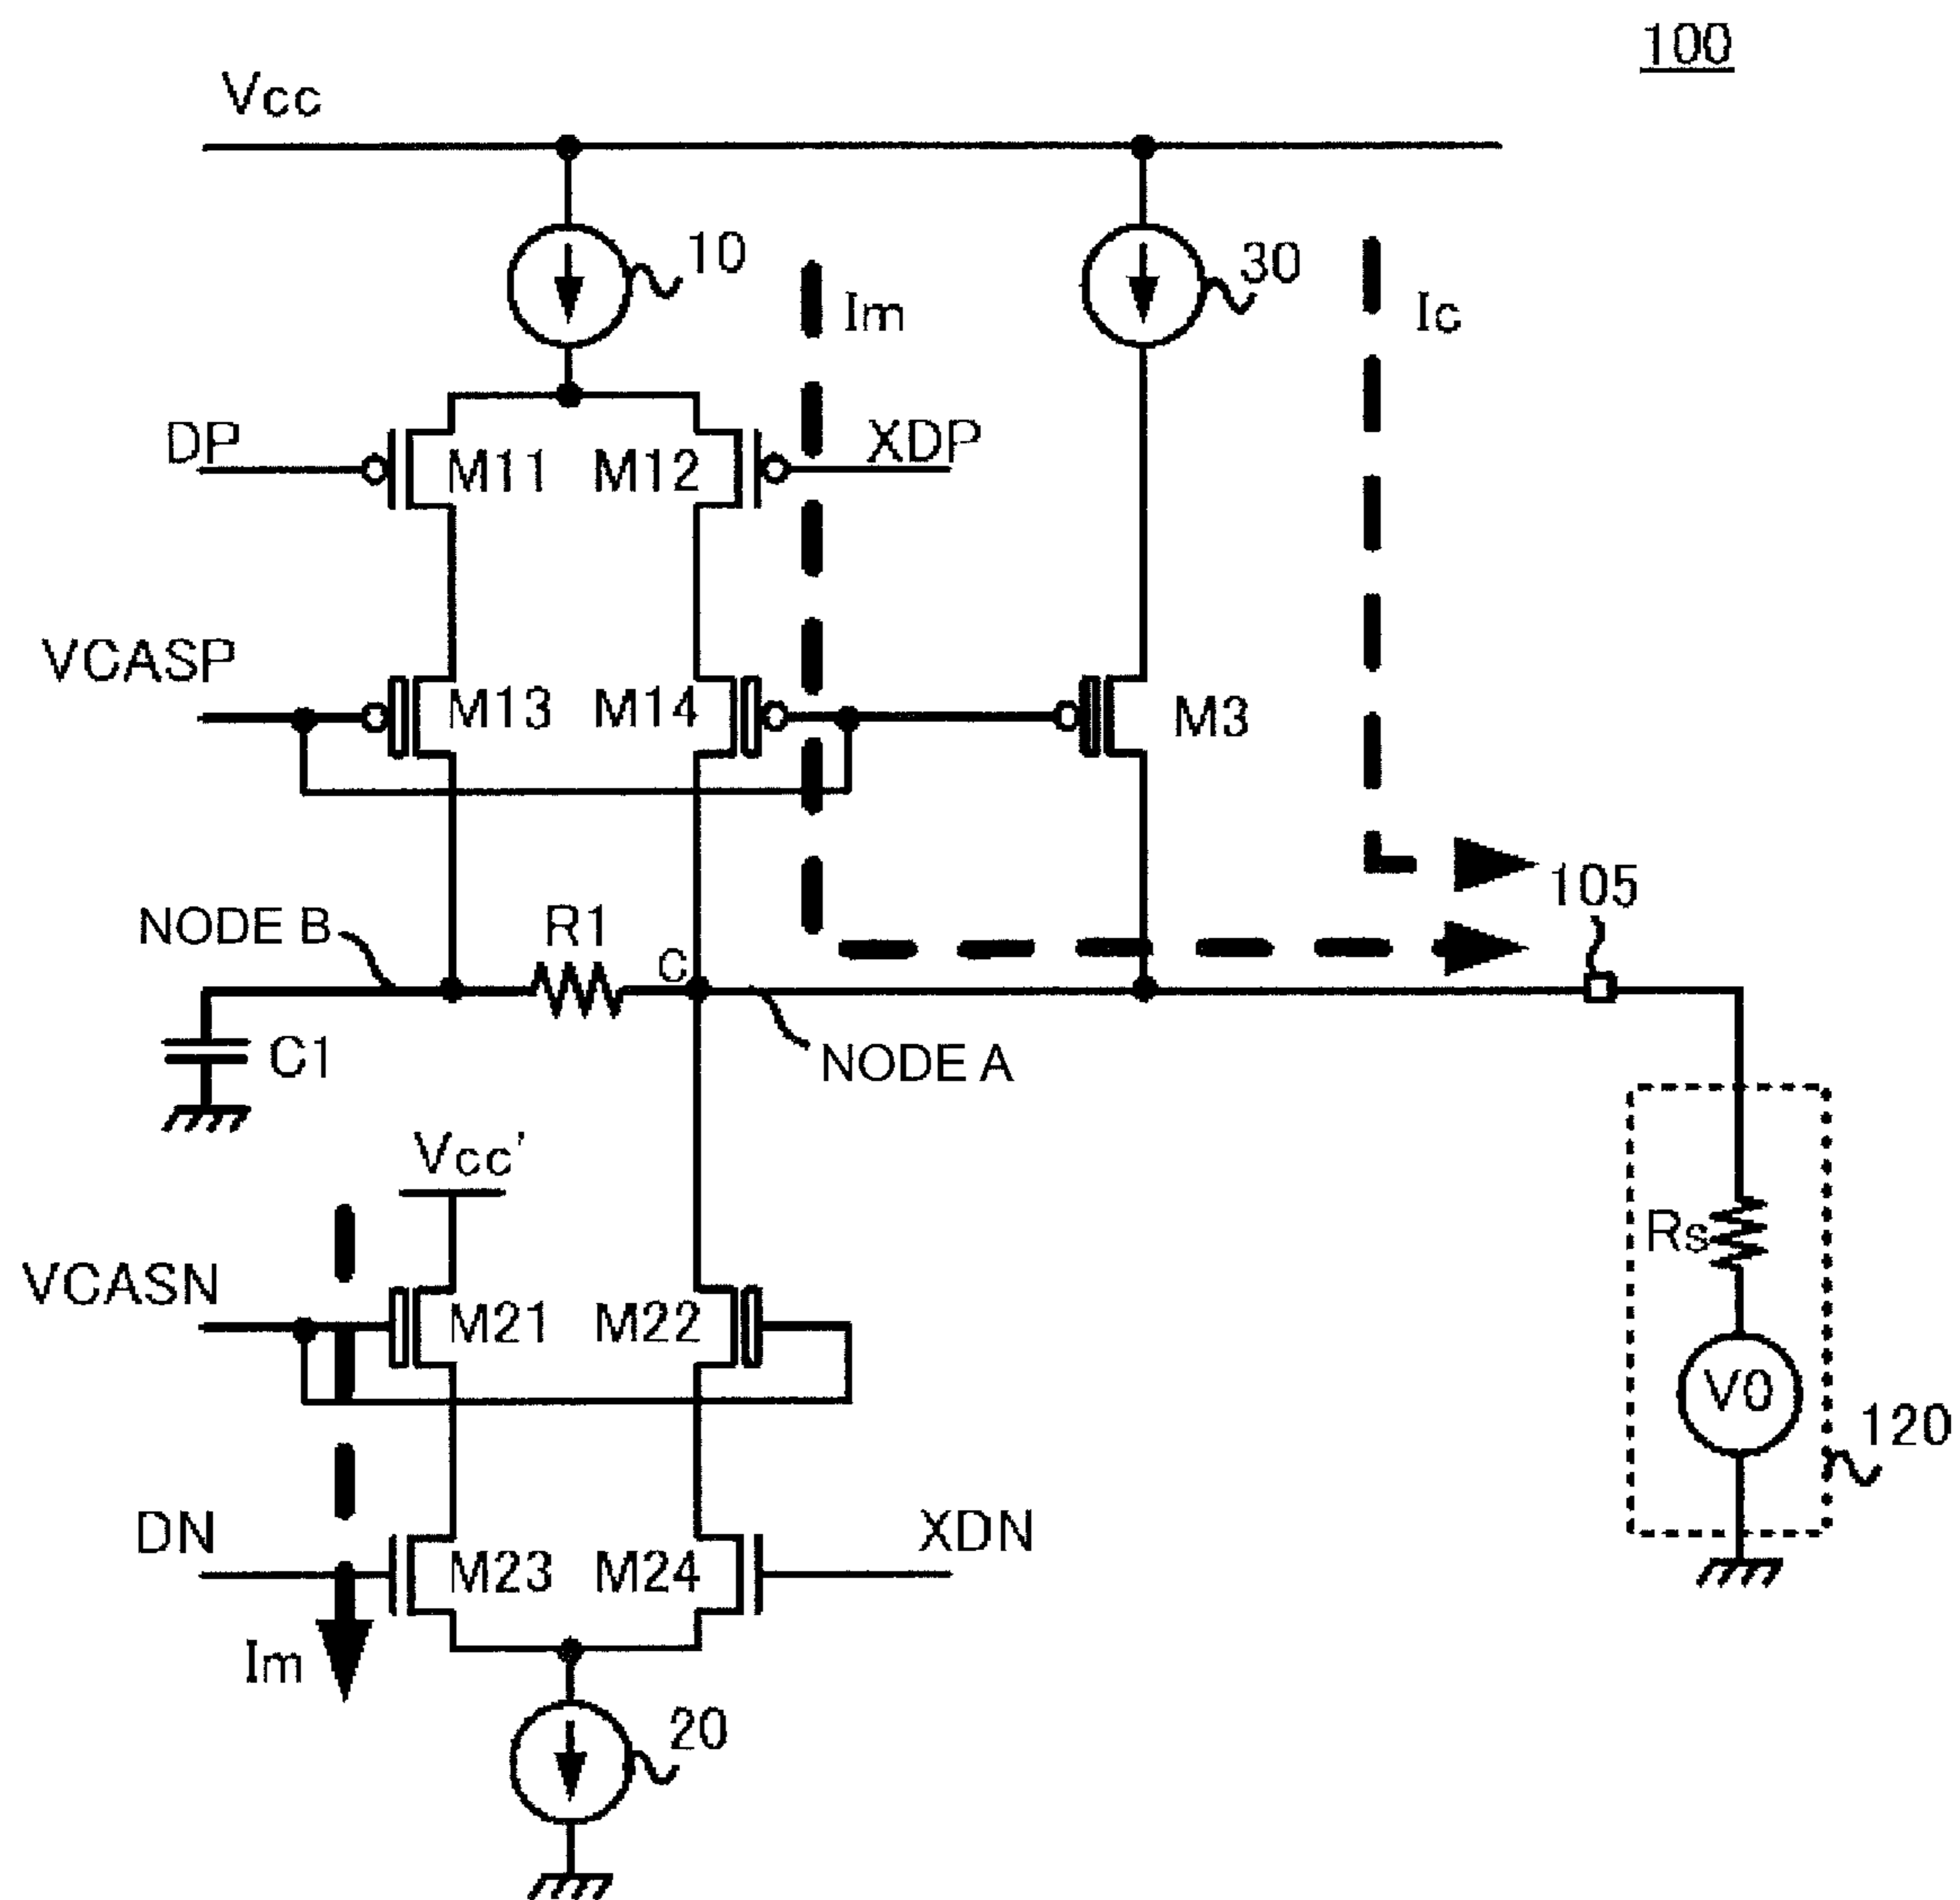 100
Vcc
10
30
Im
Ic
DP
M11
M12
XDP
VCASP
M13
M14
M3
105
NODE B
R1
C
C1
NODE A
Vcc'
Rs
VCASN
M21
M22
V0
120
DN
M23
M24
XDN
Im
20